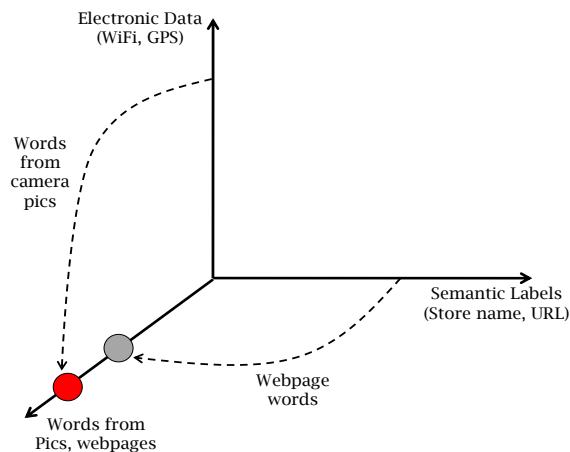 Electronic Data
(WiFi, GPS)
Words
from
camera
pics
Semantic Labels
(Store name, URL)
Webpage
words
Words from
Pics, webpages